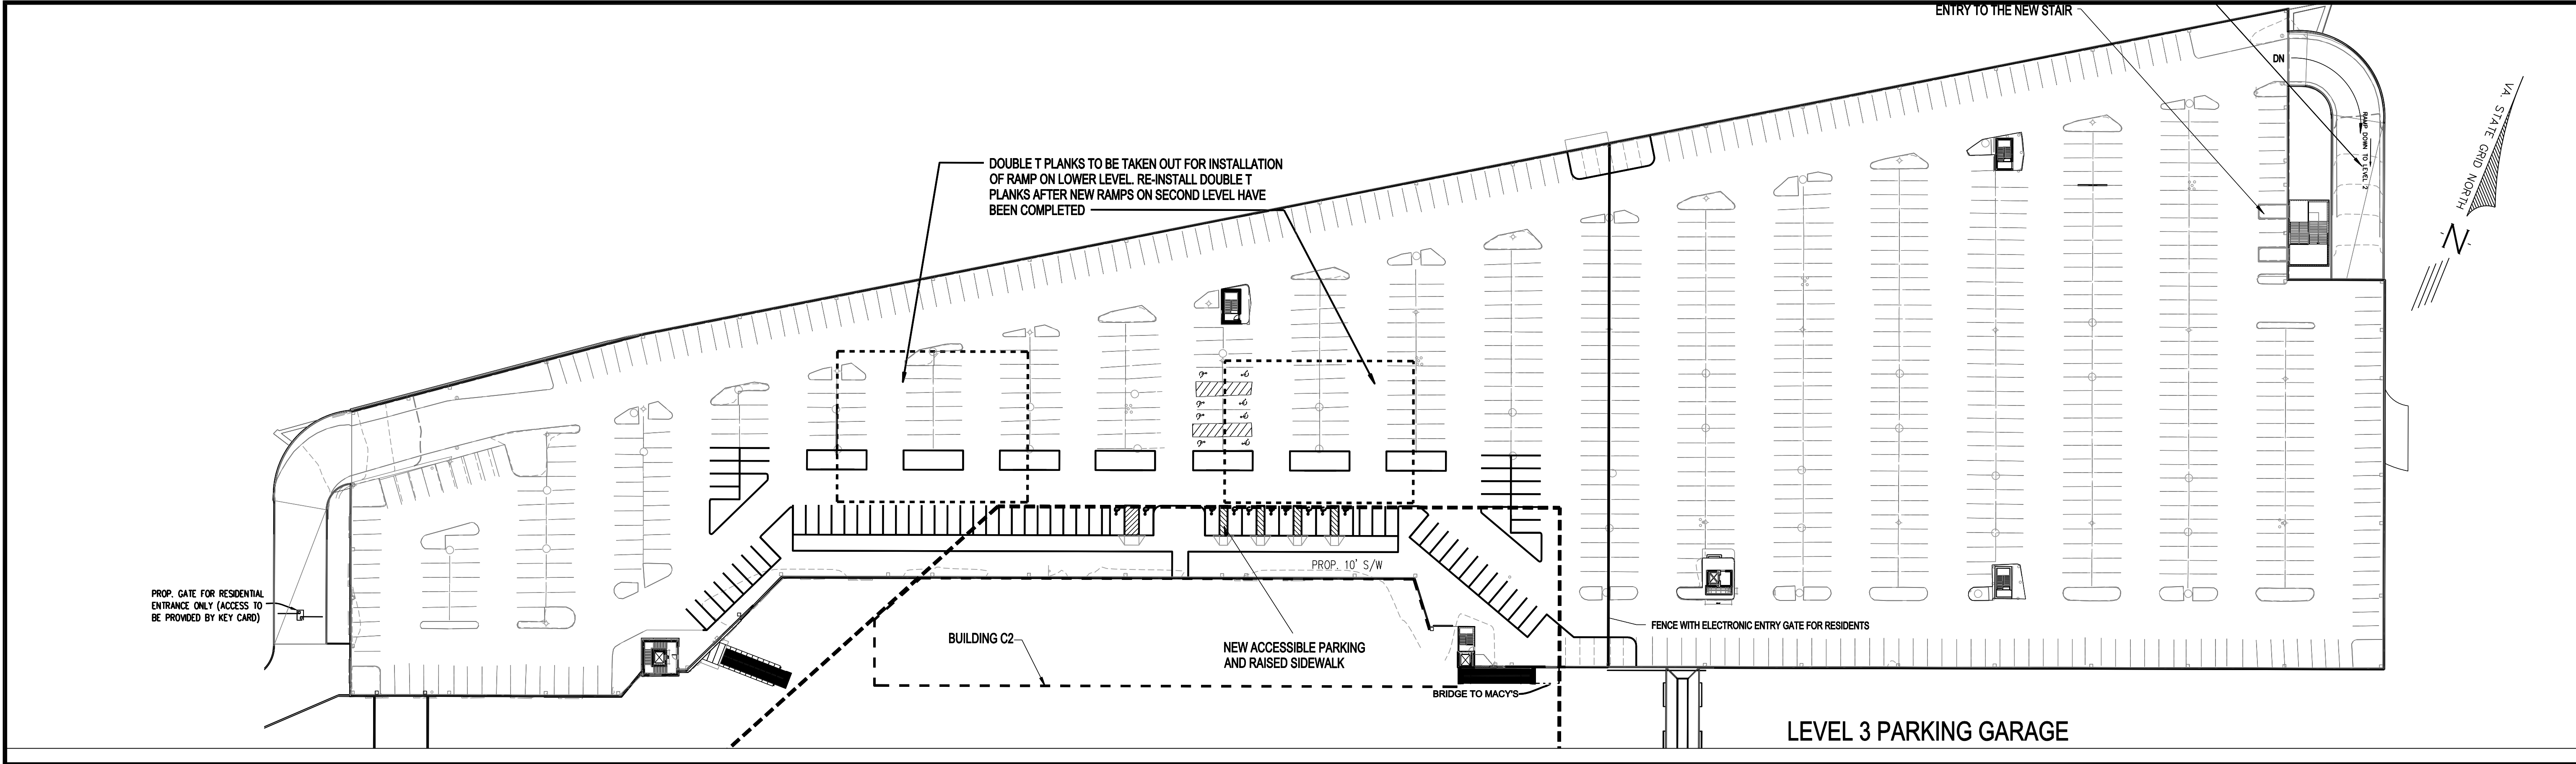 ENTRY TO THE NEW STAIR
DN
RAMP DOWN TO LEVEL 2
VA. STATE GRID NORTH
N
DOUBLE T PLANKS TO BE TAKEN OUT FOR INSTALLATION
OF RAMP ON LOWER LEVEL. RE-INSTALL DOUBLE T
PLANKS AFTER NEW RAMPS ON SECOND LEVEL HAVE
BEEN COMPLETED
PROP. GATE FOR RESIDENTIAL
ENTRANCE ONLY (ACCESS TO
BE PROVIDED BY KEY CARD)
PROP. 10' S/W
BUILDING C2
NEW ACCESSIBLE PARKING
AND RAISED SIDEWALK
FENCE WITH ELECTRONIC ENTRY GATE FOR RESIDENTS
BRIDGE TO MACY'S
LEVEL 3 PARKING GARAGE